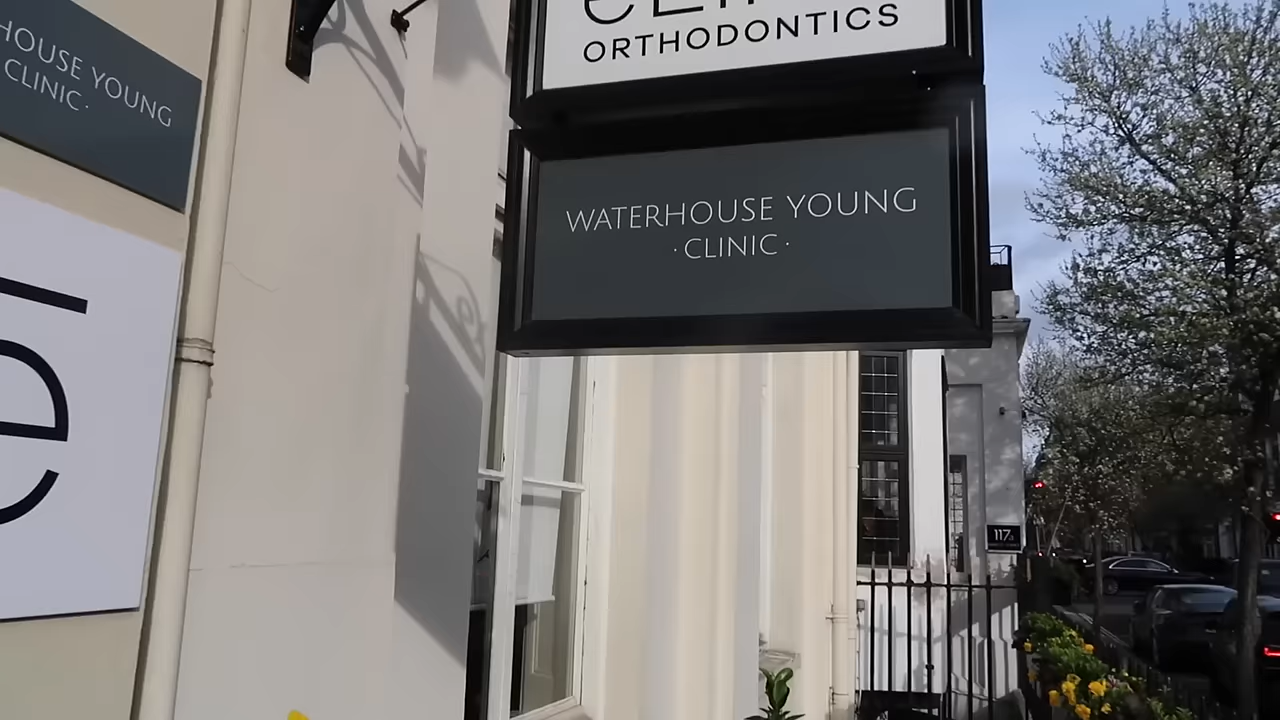 HOUSE YOUNG
CLINIC·
ORTHODONTICS
WATERHOUSE YOUNG
·CLINIC·
117a